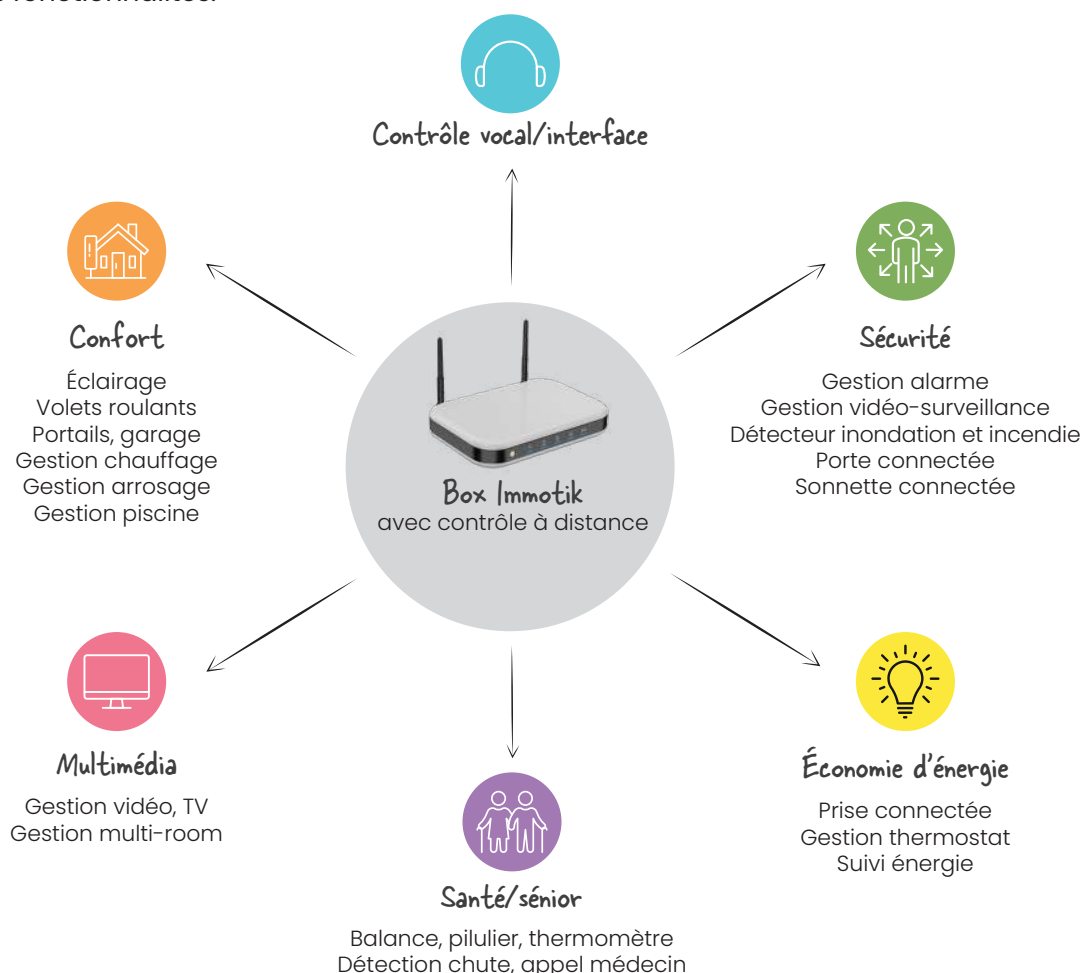 fonctionnalités.
Contrôle vocal/interface
Confort
Éclairage
Volets roulants
Portails, garage
Gestion chauffage
Gestion arrosage
Gestion piscine
Sécurité
Gestion alarme
Gestion vidéo-surveillance
Détecteur inondation et incendie
Porte connectée
Sonnette connectée
Box Immotik
avec contrôle à distance
Multimédia
Gestion vidéo, TV
Gestion multi-room
Économie d'énergie
Prise connectée
Gestion thermostat
Suivi énergie
Santé/sénior
Balance, pilulier, thermomètre
Détection chute, appel médecin